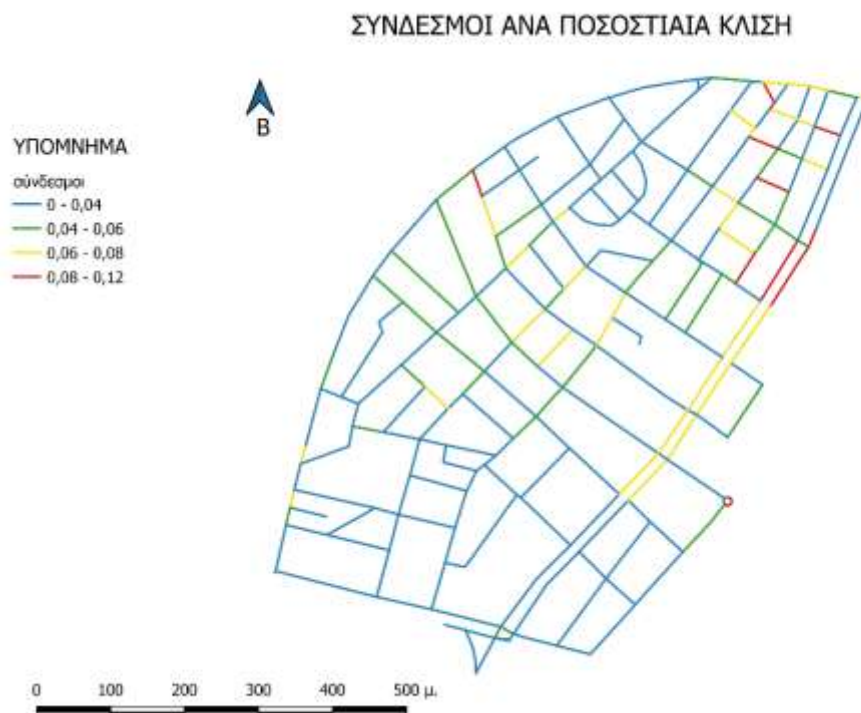 ΣΥΝΔΕΣΜΟΙ ΑΝΑ ΠΟΣΟΣΤΙΑΙΑ ΚΛΙΣΗ
Β
ΥΠΟΜΝΗΜΑ
σύνδεσμοι
0 - 0,04
0,04 - 0,06
0,06 - 0,08
0,08 - 0,12
0 100 200 300 400 500 μ.